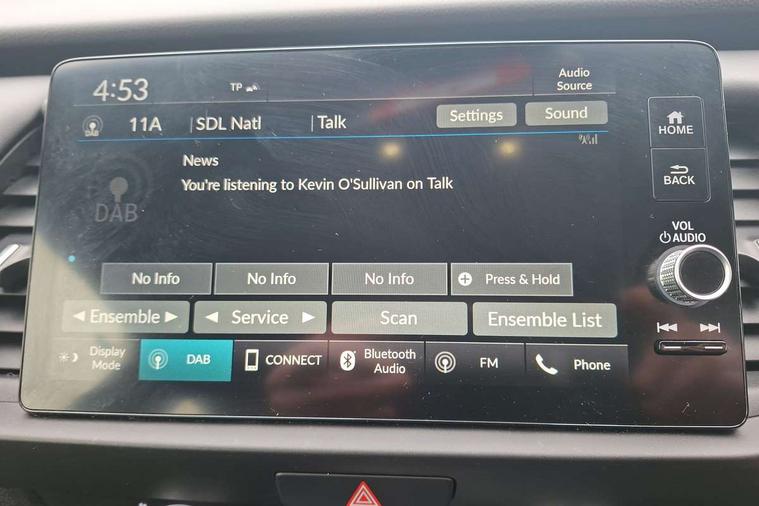 4:53
TP
Audio Source
DAB
11A
SDL Natl
Talk
Settings
Sound
HOME
News
You're listening to Kevin O'Sullivan on Talk
DAB
BACK
VOL
AUDIO
No Info
No Info
No Info
Press & Hold
Ensemble
Service
Scan
Ensemble List
Display Mode
DAB
CONNECT
Bluetooth Audio
FM
Phone